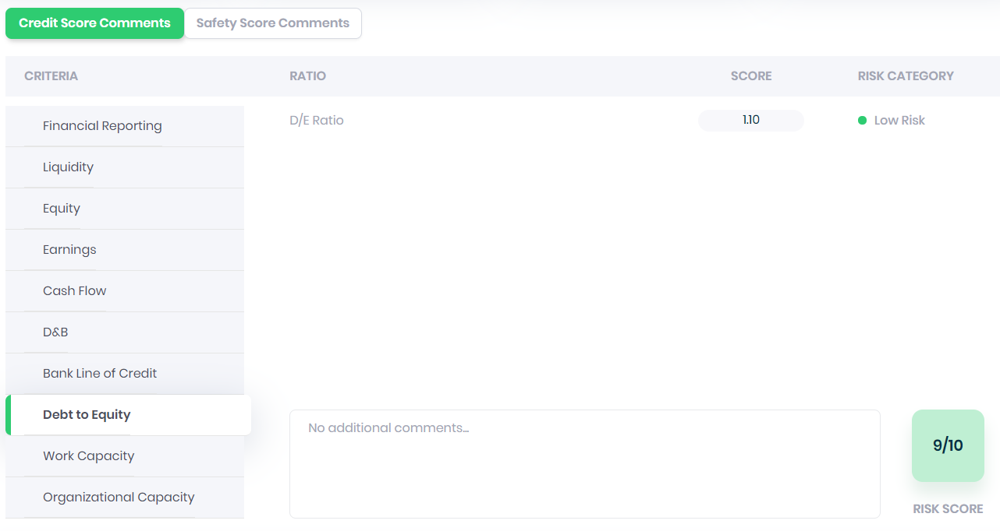 Credit Score Comments
Safety Score Comments
CRITERIA RATIO SCORE RISK CATEGORY
Financial Reporting
D/E Ratio 1.10 Low Risk
Liquidity
Equity
Earnings
Cash Flow
D&B
Bank Line of Credit
Debt to Equity
No additional comments...
9/10
Work Capacity
Organizational Capacity
RISK SCORE